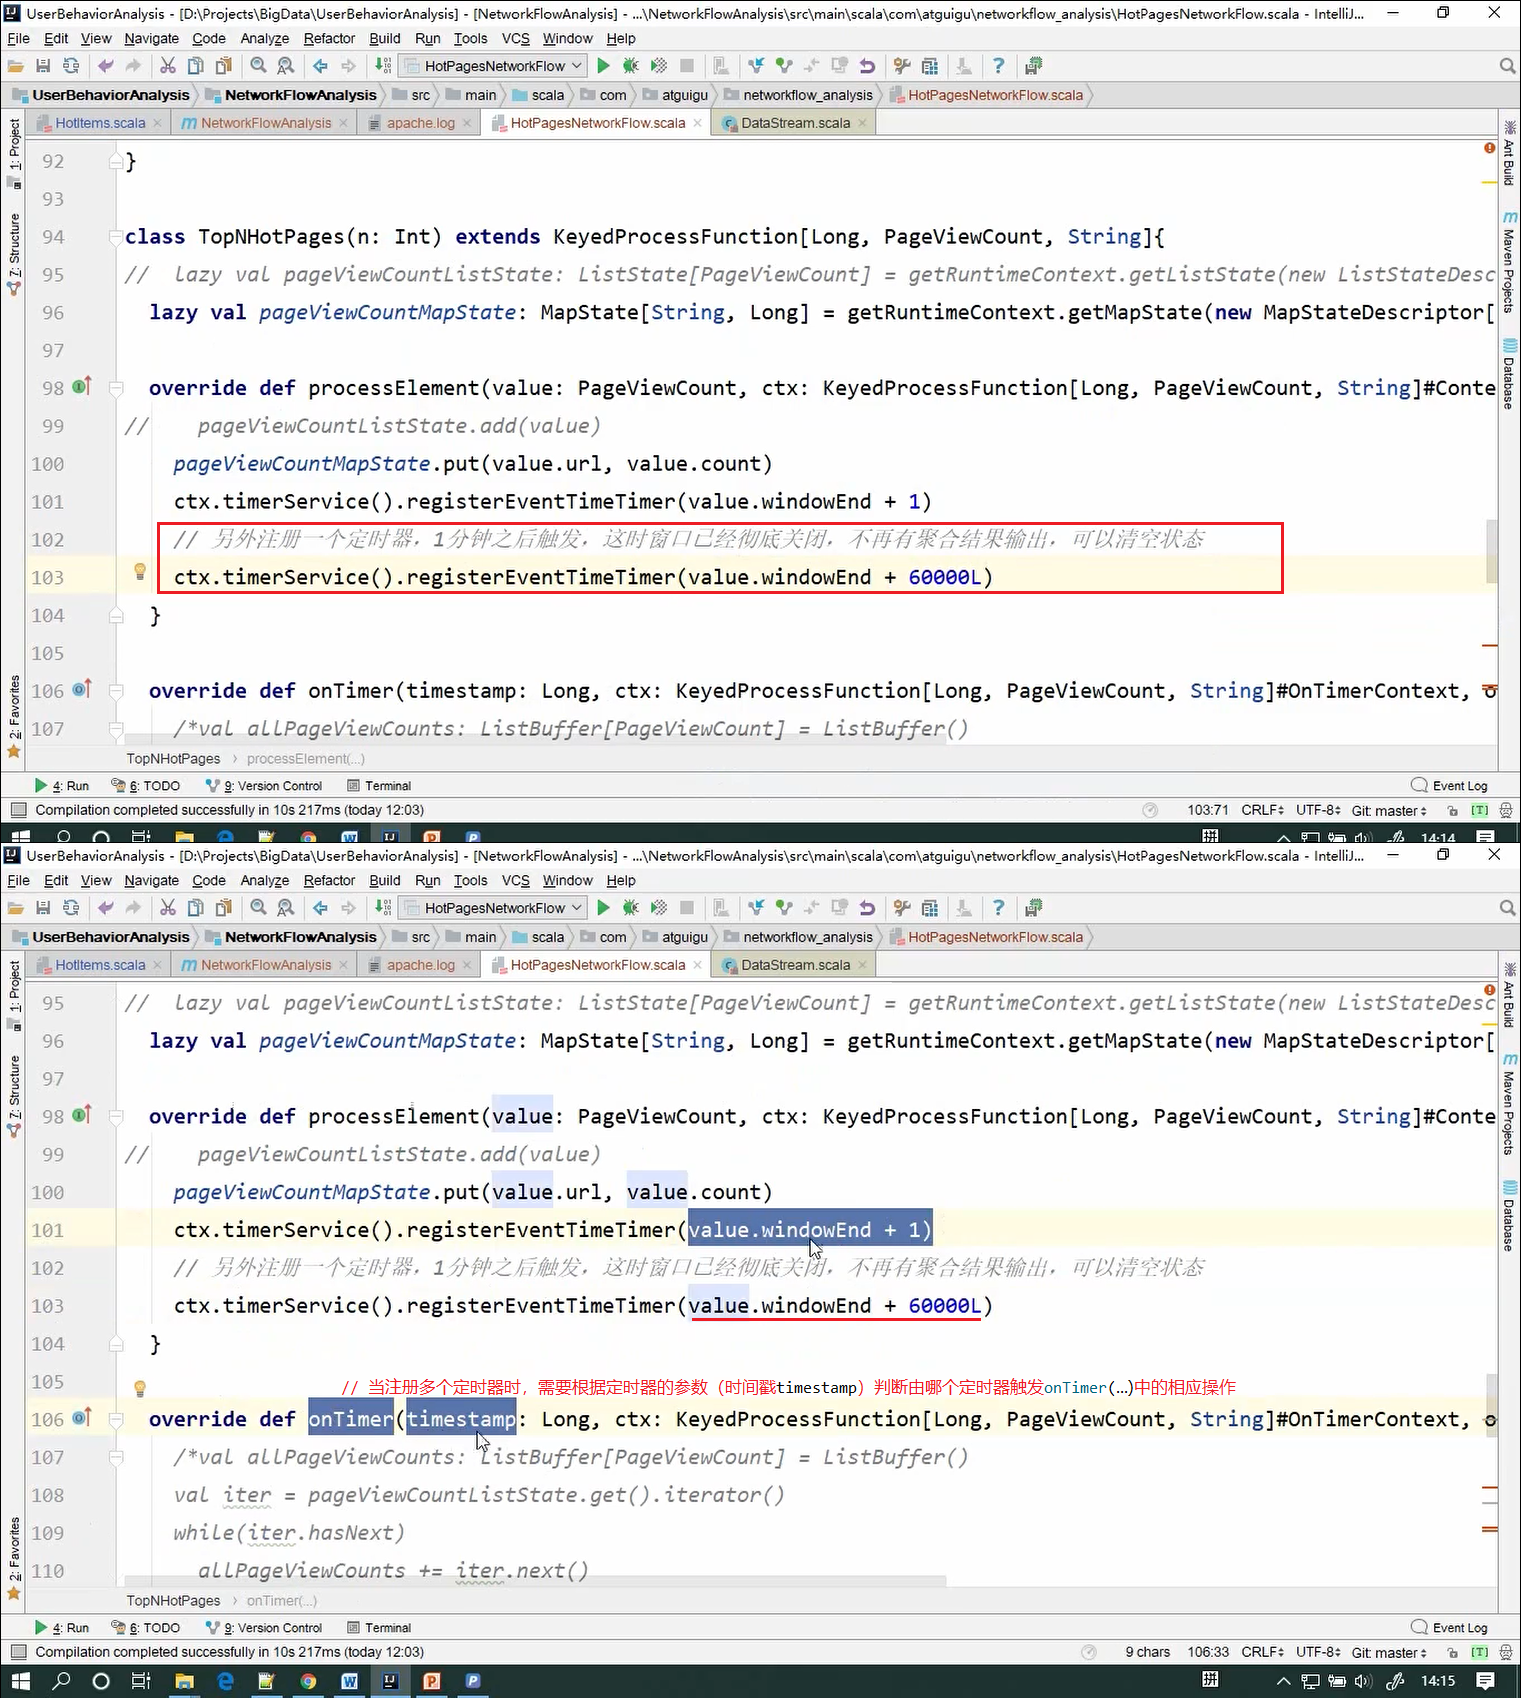 UserBehaviorAnalysis - [D:\Projects\BigData\UserBehaviorAnalysis] - [NetworkFlowAnalysis] - ...\NetworkFlowAnalysis\src\main\scala\com\atguigu\networkflow_analysis\HotPagesNetworkFlow.scala - IntelliJ...
File Edit View Navigate Code Analyze Refactor Build Run Tools VCS Window Help
HotPagesNetworkFlow
UserBehaviorAnalysis NetworkFlowAnalysis src main scala com atguigu networkflow_analysis HotPagesNetworkFlow.scala
HotItems.scala NetworkFlowAnalysis apache.log HotPagesNetworkFlow.scala DataStream.scala
1: Project
7: Structure
2: Favorites
Ant Build
Maven Projects
Database
92 }
93
94 class TopNHotPages(n: Int) extends KeyedProcessFunction[Long, PageViewCount, String]{
95 //  lazy val pageViewCountListState: ListState[PageViewCount] = getRuntimeContext.getListState(new ListStateDesc
96 lazy val pageViewCountMapState: MapState[String, Long] = getRuntimeContext.getMapState(new MapStateDescriptor[
97
98 override def processElement(value: PageViewCount, ctx: KeyedProcessFunction[Long, PageViewCount, String]#Conte
99 //    pageViewCountListState.add(value)
100 pageViewCountMapState.put(value.url, value.count)
101 ctx.timerService().registerEventTimeTimer(value.windowEnd + 1)
102 // 另外注册一个定时器，1分钟之后触发，这时窗口已经彻底关闭，不再有聚合结果输出，可以清空状态
103 ctx.timerService().registerEventTimeTimer(value.windowEnd + 60000L)
104 }
105
106 override def onTimer(timestamp: Long, ctx: KeyedProcessFunction[Long, PageViewCount, String]#OnTimerContext, o
107 /*val allPageViewCounts: ListBuffer[PageViewCount] = ListBuffer()
TopNHotPages › processElement(...)
4: Run 6: TODO 9: Version Control Terminal Event Log
Compilation completed successfully in 10s 217ms (today 12:03) 103:71 CRLF UTF-8 Git: master
拼 14:14
UserBehaviorAnalysis - [D:\Projects\BigData\UserBehaviorAnalysis] - [NetworkFlowAnalysis] - ...\NetworkFlowAnalysis\src\main\scala\com\atguigu\networkflow_analysis\HotPagesNetworkFlow.scala - IntelliJ...
File Edit View Navigate Code Analyze Refactor Build Run Tools VCS Window Help
HotPagesNetworkFlow
UserBehaviorAnalysis NetworkFlowAnalysis src main scala com atguigu networkflow_analysis HotPagesNetworkFlow.scala
HotItems.scala NetworkFlowAnalysis apache.log HotPagesNetworkFlow.scala DataStream.scala
1: Project
7: Structure
2: Favorites
Ant Build
Maven Projects
Database
95 //  lazy val pageViewCountListState: ListState[PageViewCount] = getRuntimeContext.getListState(new ListStateDesc
96 lazy val pageViewCountMapState: MapState[String, Long] = getRuntimeContext.getMapState(new MapStateDescriptor[
97
98 override def processElement(value: PageViewCount, ctx: KeyedProcessFunction[Long, PageViewCount, String]#Conte
99 //    pageViewCountListState.add(value)
100 pageViewCountMapState.put(value.url, value.count)
101 ctx.timerService().registerEventTimeTimer(value.windowEnd + 1)
102 // 另外注册一个定时器，1分钟之后触发，这时窗口已经彻底关闭，不再有聚合结果输出，可以清空状态
103 ctx.timerService().registerEventTimeTimer(value.windowEnd + 60000L)
104 }
105 // 当注册多个定时器时，需要根据定时器的参数（时间戳timestamp）判断由哪个定时器触发onTimer(...)中的相应操作
106 override def onTimer(timestamp: Long, ctx: KeyedProcessFunction[Long, PageViewCount, String]#OnTimerContext, o
107 /*val allPageViewCounts: ListBuffer[PageViewCount] = ListBuffer()
108 val iter = pageViewCountListState.get().iterator()
109 while(iter.hasNext)
110 allPageViewCounts += iter.next()
TopNHotPages › onTimer(...)
4: Run 6: TODO 9: Version Control Terminal Event Log
Compilation completed successfully in 10s 217ms (today 12:03) 9 chars 106:33 CRLF UTF-8 Git: master
拼 14:15